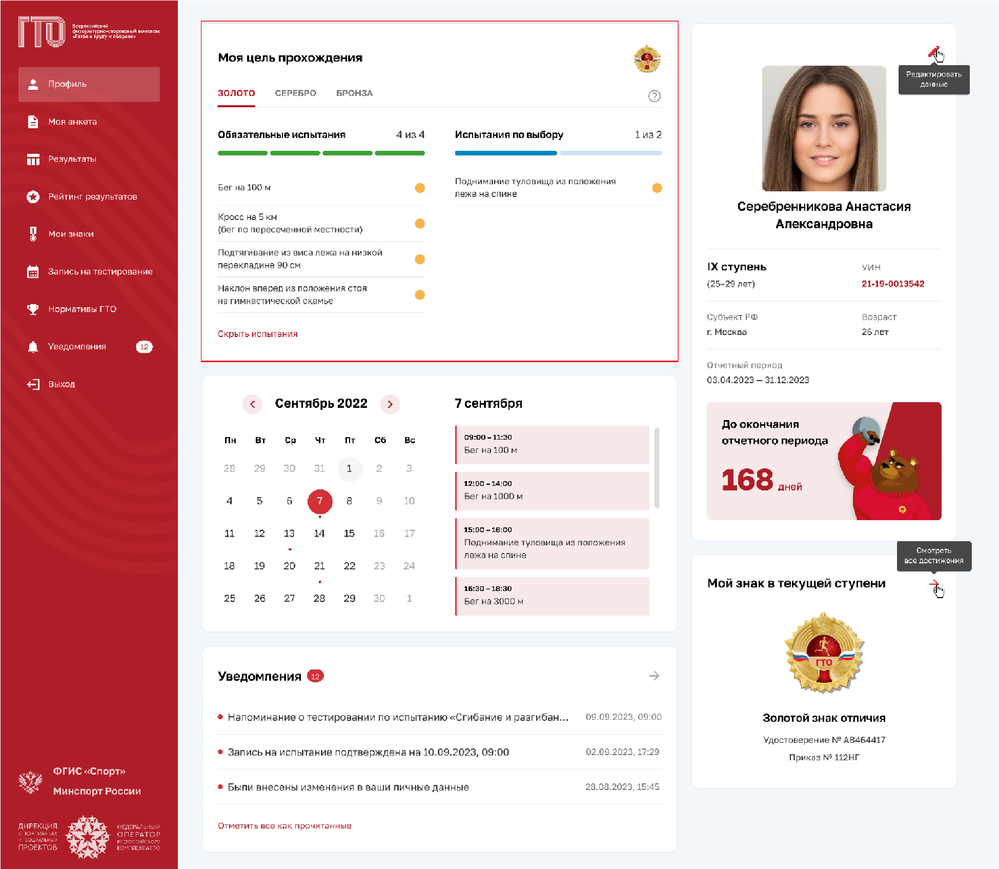 ГТО
Всероссийский
физкультурно-спортивный комплекс
«Готов к труду и обороне»
Профиль
Моя анкета
Результаты
Рейтинг результатов
Мои знаки
Запись на тестирование
Нормативы ГТО
Уведомления 12
Выход
ФГИС «Спорт»
Минспорт России
ДИРЕКЦИЯ
СПОРТИВНЫХ
И СОЦИАЛЬНЫХ
ПРОЕКТОВ
ФЕДЕРАЛЬНЫЙ
ОПЕРАТОР
ВСЕРОССИЙСКОГО
КОМПЛЕКСА ГТО
Моя цель прохождения
ЗОЛОТО СЕРЕБРО БРОНЗА
Обязательные испытания 4 из 4
Бег на 100 м
Кросс на 5 км
(бег по пересеченной местности)
Подтягивание из виса лежа на низкой
перекладине 90 см
Наклон вперед из положения стоя
на гимнастической скамье
Скрыть испытания
Испытания по выбору 1 из 2
Поднимание туловища из положения
лежа на спине
Сентябрь 2022
Пн Вт Ср Чт Пт Сб Вс
28 29 30 31 1 2 3
4 5 6 7 8 9 10
11 12 13 14 15 16 17
18 19 20 21 22 23 24
25 26 27 28 29 30 1
7 сентября
09:00 – 11:30
Бег на 100 м
12:00 – 14:00
Бег на 1000 м
15:00 – 16:00
Поднимание туловища из положения
лежа на спине
16:30 – 18:30
Бег на 3000 м
Уведомления 12
Напоминание о тестировании по испытанию «Сгибание и разгибан... 09.09.2023, 09:00
Запись на испытание подтверждена на 10.09.2023, 09:00 02.09.2023, 17:29
Были внесены изменения в ваши личные данные 28.08.2023, 15:45
Отметить все как прочитанные
Редактировать
данные
Серебренникова Анастасия
Александровна
IX ступень УИН
(25–29 лет) 21-19-0013542
Субъект РФ Возраст
г. Москва 26 лет
Отчетный период
03.04.2023 — 31.12.2023
До окончания
отчетного периода
168 дней
Смотреть
все достижения
Мой знак в текущей ступени
ГТО
Золотой знак отличия
Удостоверение № АВ464417
Приказ № 112НГ